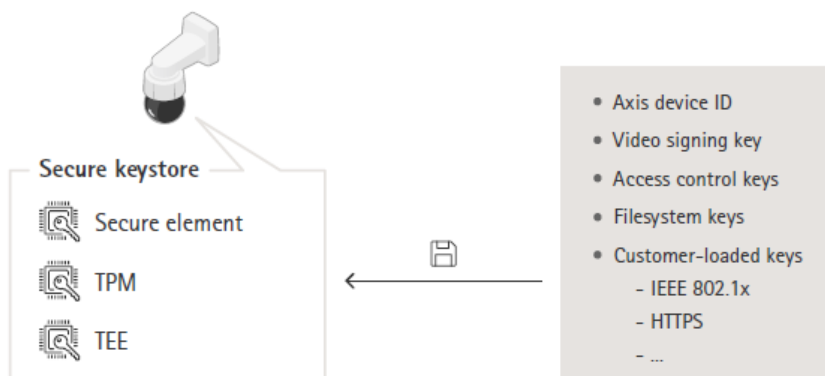 Secure keystore
Secure element
TPM
TEE
• Axis device ID
• Video signing key
• Access control keys
• Filesystem keys
• Customer-loaded keys
- IEEE 802.1x
- HTTPS
- ...